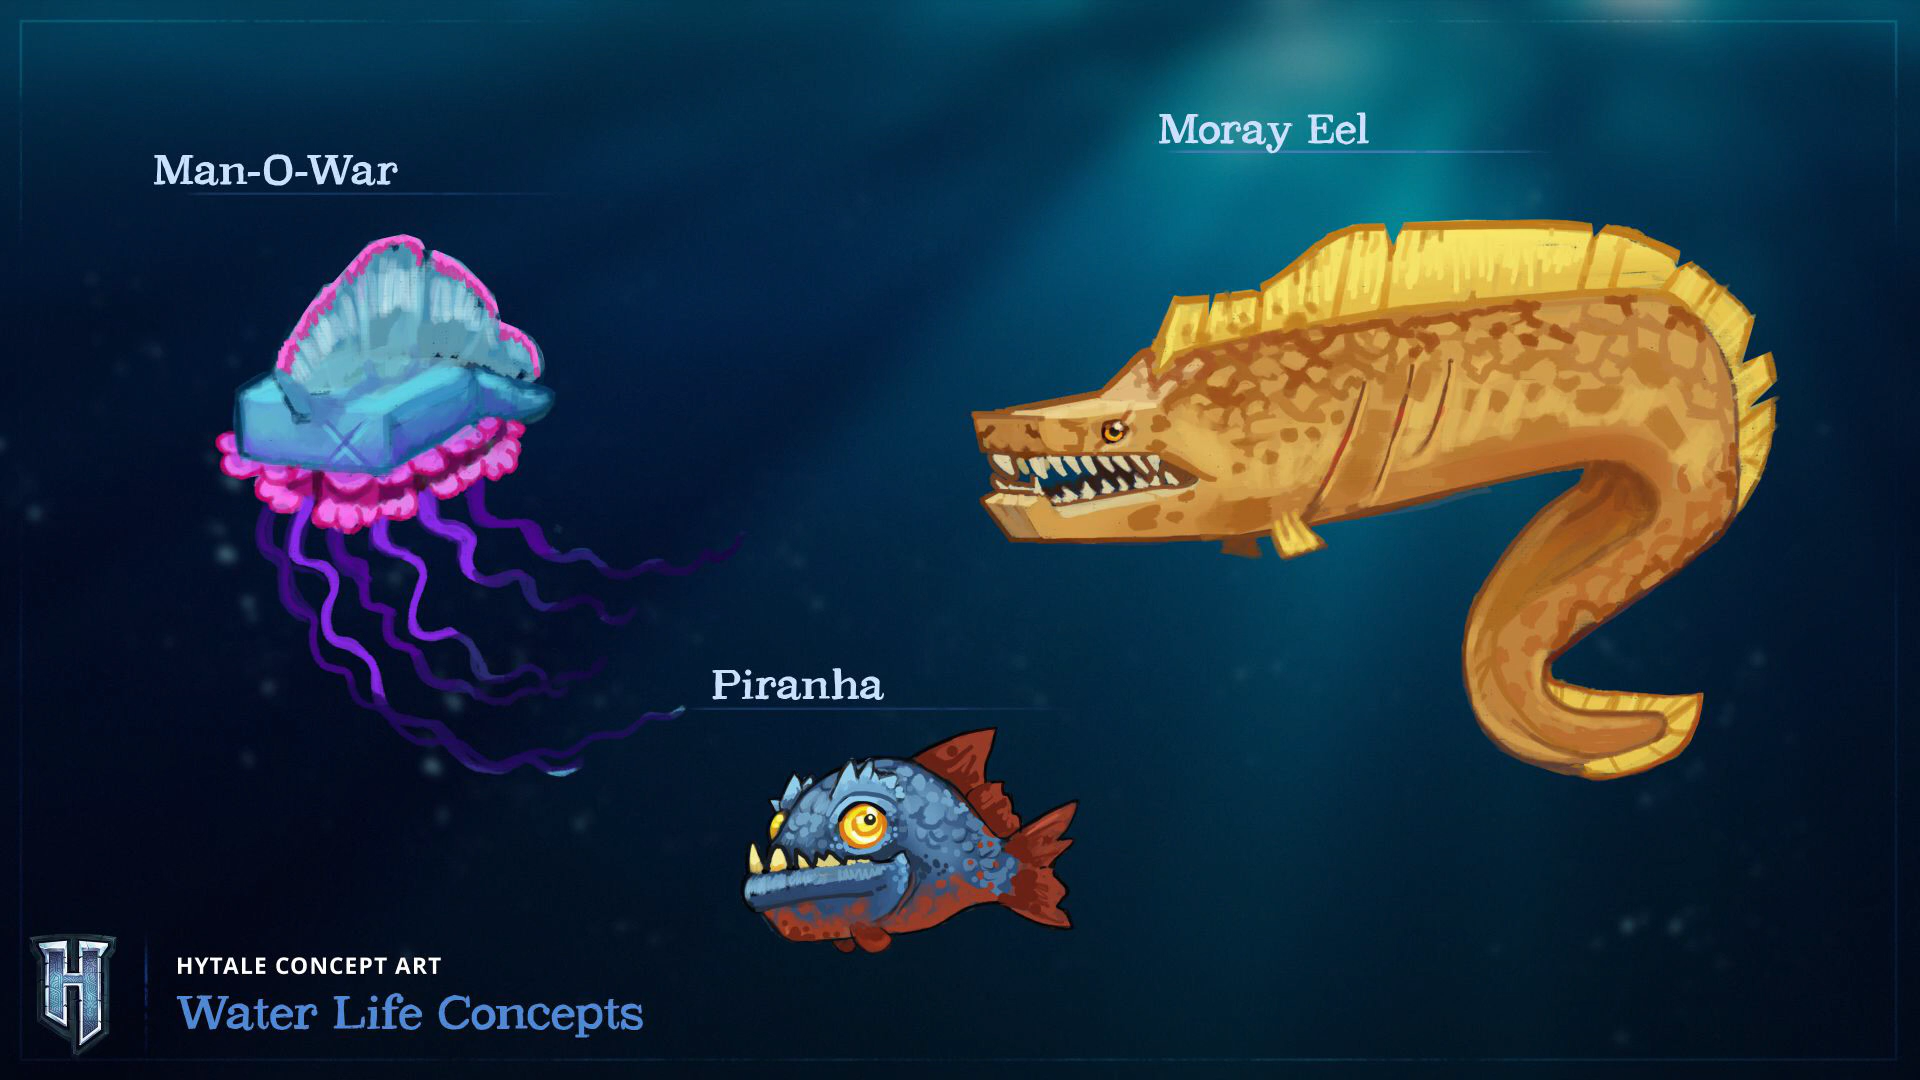 Moray Eel
Man-O-War
Piranha
H
HYTALE CONCEPT ART
Water Life Concepts